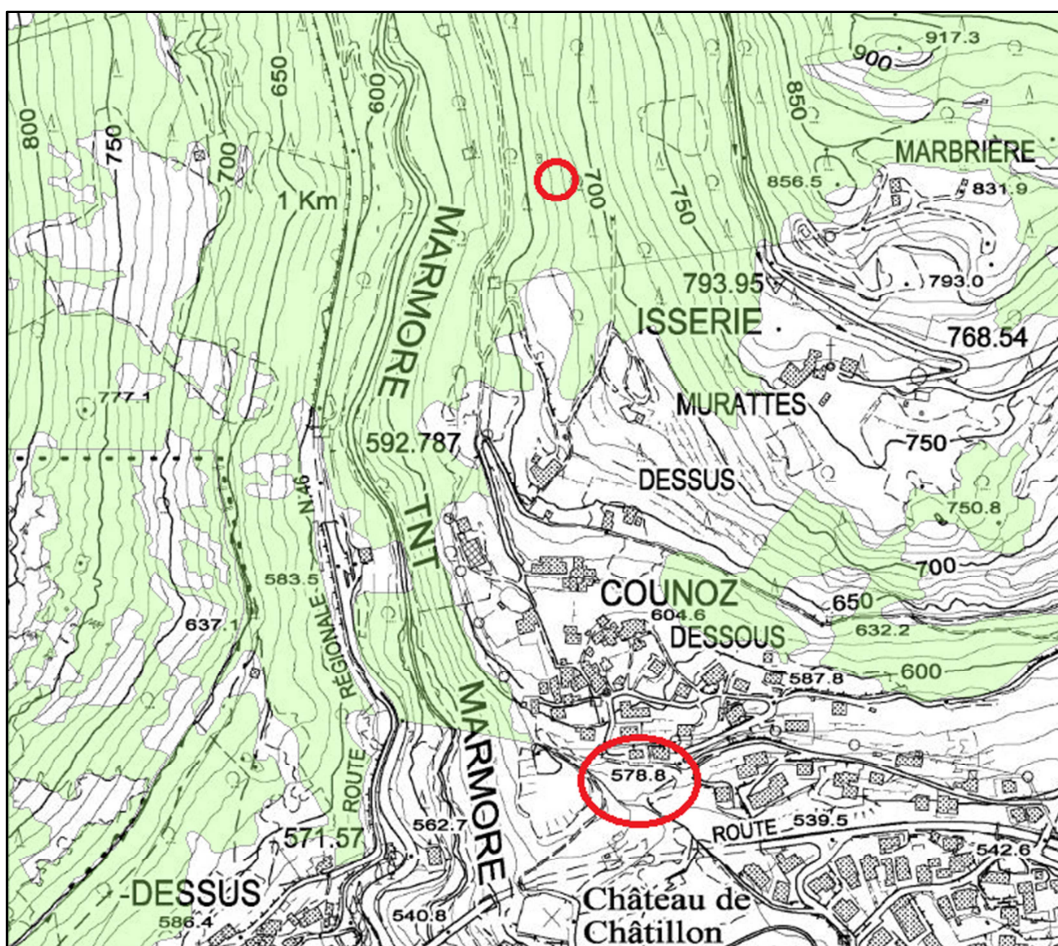 917.3
900
650
600
850
800
750
700
MARBRIÈRE
856.5
831.9
1 Km
700
750
MARMORE
793.95
793.0
ISSERIE
768.54
777.1
MURATTES
592.787
750
DESSUS
N46
750.8
TNT
700
583.5
COUNOZ
650
604.6
637.1
DESSOUS
632.2
600
587.8
ROUTE RÉGIONALE
MARMORE
578.8
ROUTE
539.5
562.7
571.57
542.6
-DESSUS
586.4
540.8
Château de
Châtillon